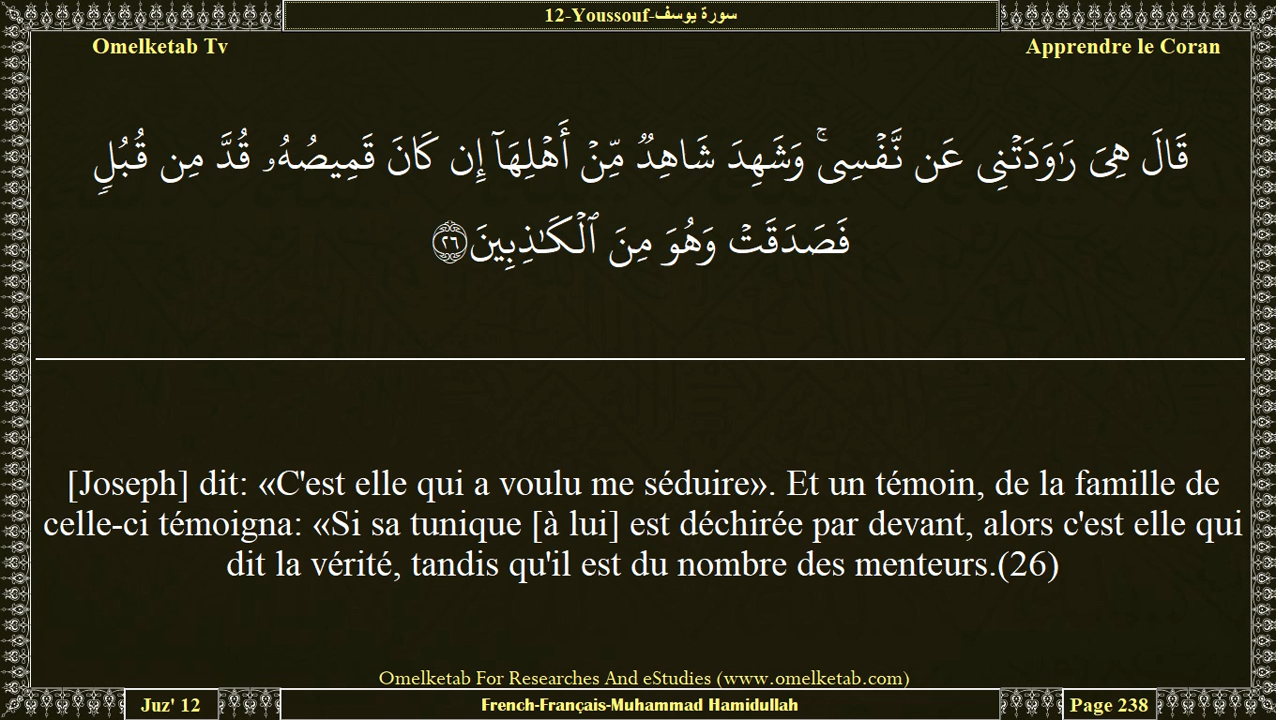 12-Youssouf-سورة يوسف
Omelketab Tv
Apprendre le Coran
قَالَ هِىَ رَٰوَدَتْنِى عَن نَّفْسِى ۚ وَشَهِدَ شَاهِدٌ مِّنْ أَهْلِهَآ إِن كَانَ قَمِيصُهُۥ قُدَّ مِن قُبُلٍ
فَصَدَقَتْ وَهُوَ مِنَ ٱلْكَٰذِبِينَ ٢٦
[Joseph] dit: «C'est elle qui a voulu me séduire». Et un témoin, de la famille de
celle-ci témoigna: «Si sa tunique [à lui] est déchirée par devant, alors c'est elle qui
dit la vérité, tandis qu'il est du nombre des menteurs.(26)
Omelketab For Researches And eStudies (www.omelketab.com)
Juz' 12
French-Français-Muhammad Hamidullah
Page 238